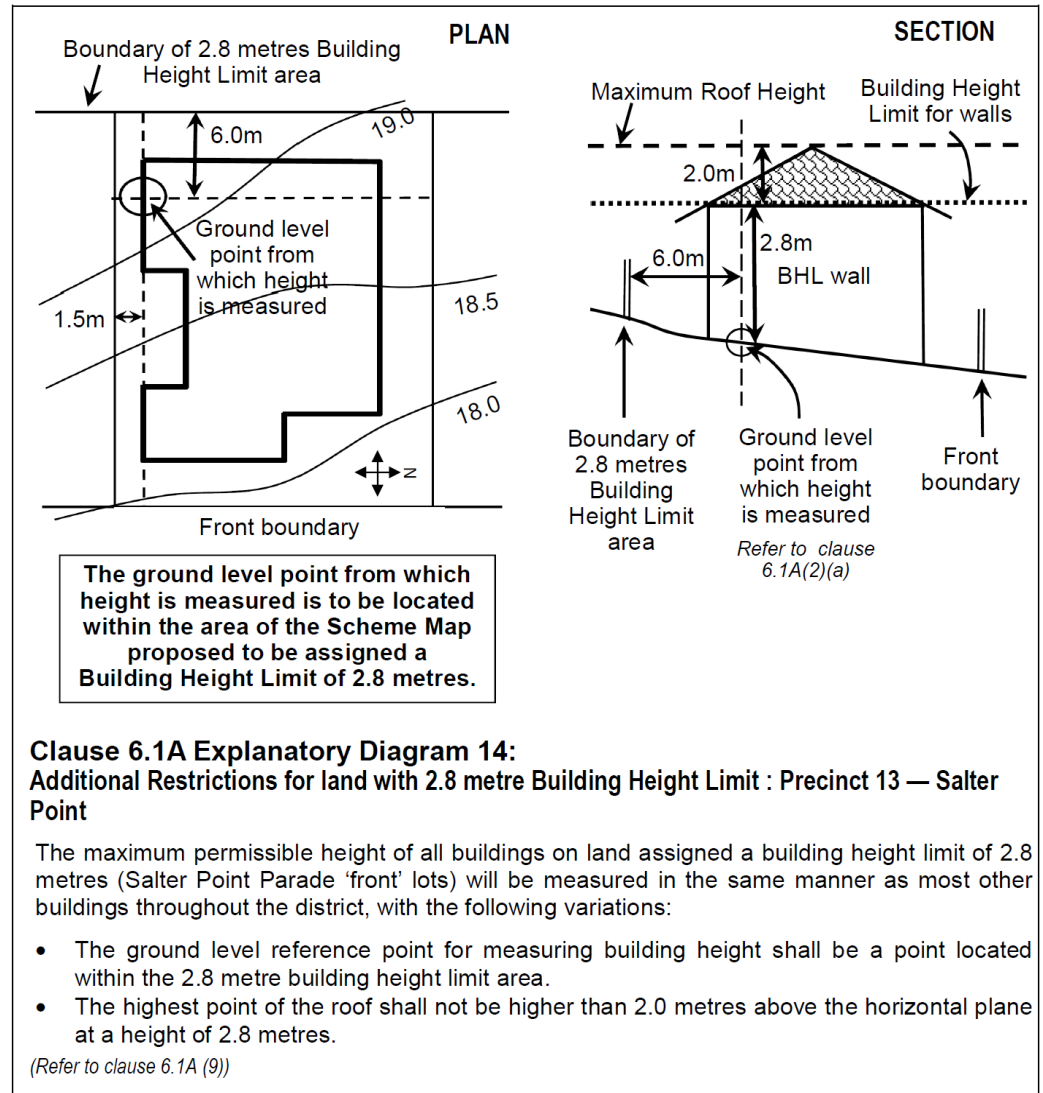 PLAN
Boundary of 2.8 metres Building
Height Limit area
6.0m
19.0
Ground level
point from
which height
is measured
1.5m
18.5
18.0
N
Front boundary
The ground level point from which
height is measured is to be located
within the area of the Scheme Map
proposed to be assigned a
Building Height Limit of 2.8 metres.
SECTION
Maximum Roof Height
Building Height
Limit for walls
2.0m
2.8m
6.0m
BHL wall
Boundary of
2.8 metres
Building
Height Limit
area
Ground level
point from
which height
is measured
Refer to clause
6.1A(2)(a)
Front
boundary
Clause 6.1A Explanatory Diagram 14:
Additional Restrictions for land with 2.8 metre Building Height Limit : Precinct 13 — Salter
Point
The maximum permissible height of all buildings on land assigned a building height limit of 2.8
metres (Salter Point Parade ‘front’ lots) will be measured in the same manner as most other
buildings throughout the district, with the following variations:
• The ground level reference point for measuring building height shall be a point located
within the 2.8 metre building height limit area.
• The highest point of the roof shall not be higher than 2.0 metres above the horizontal plane
at a height of 2.8 metres.
(Refer to clause 6.1A (9))